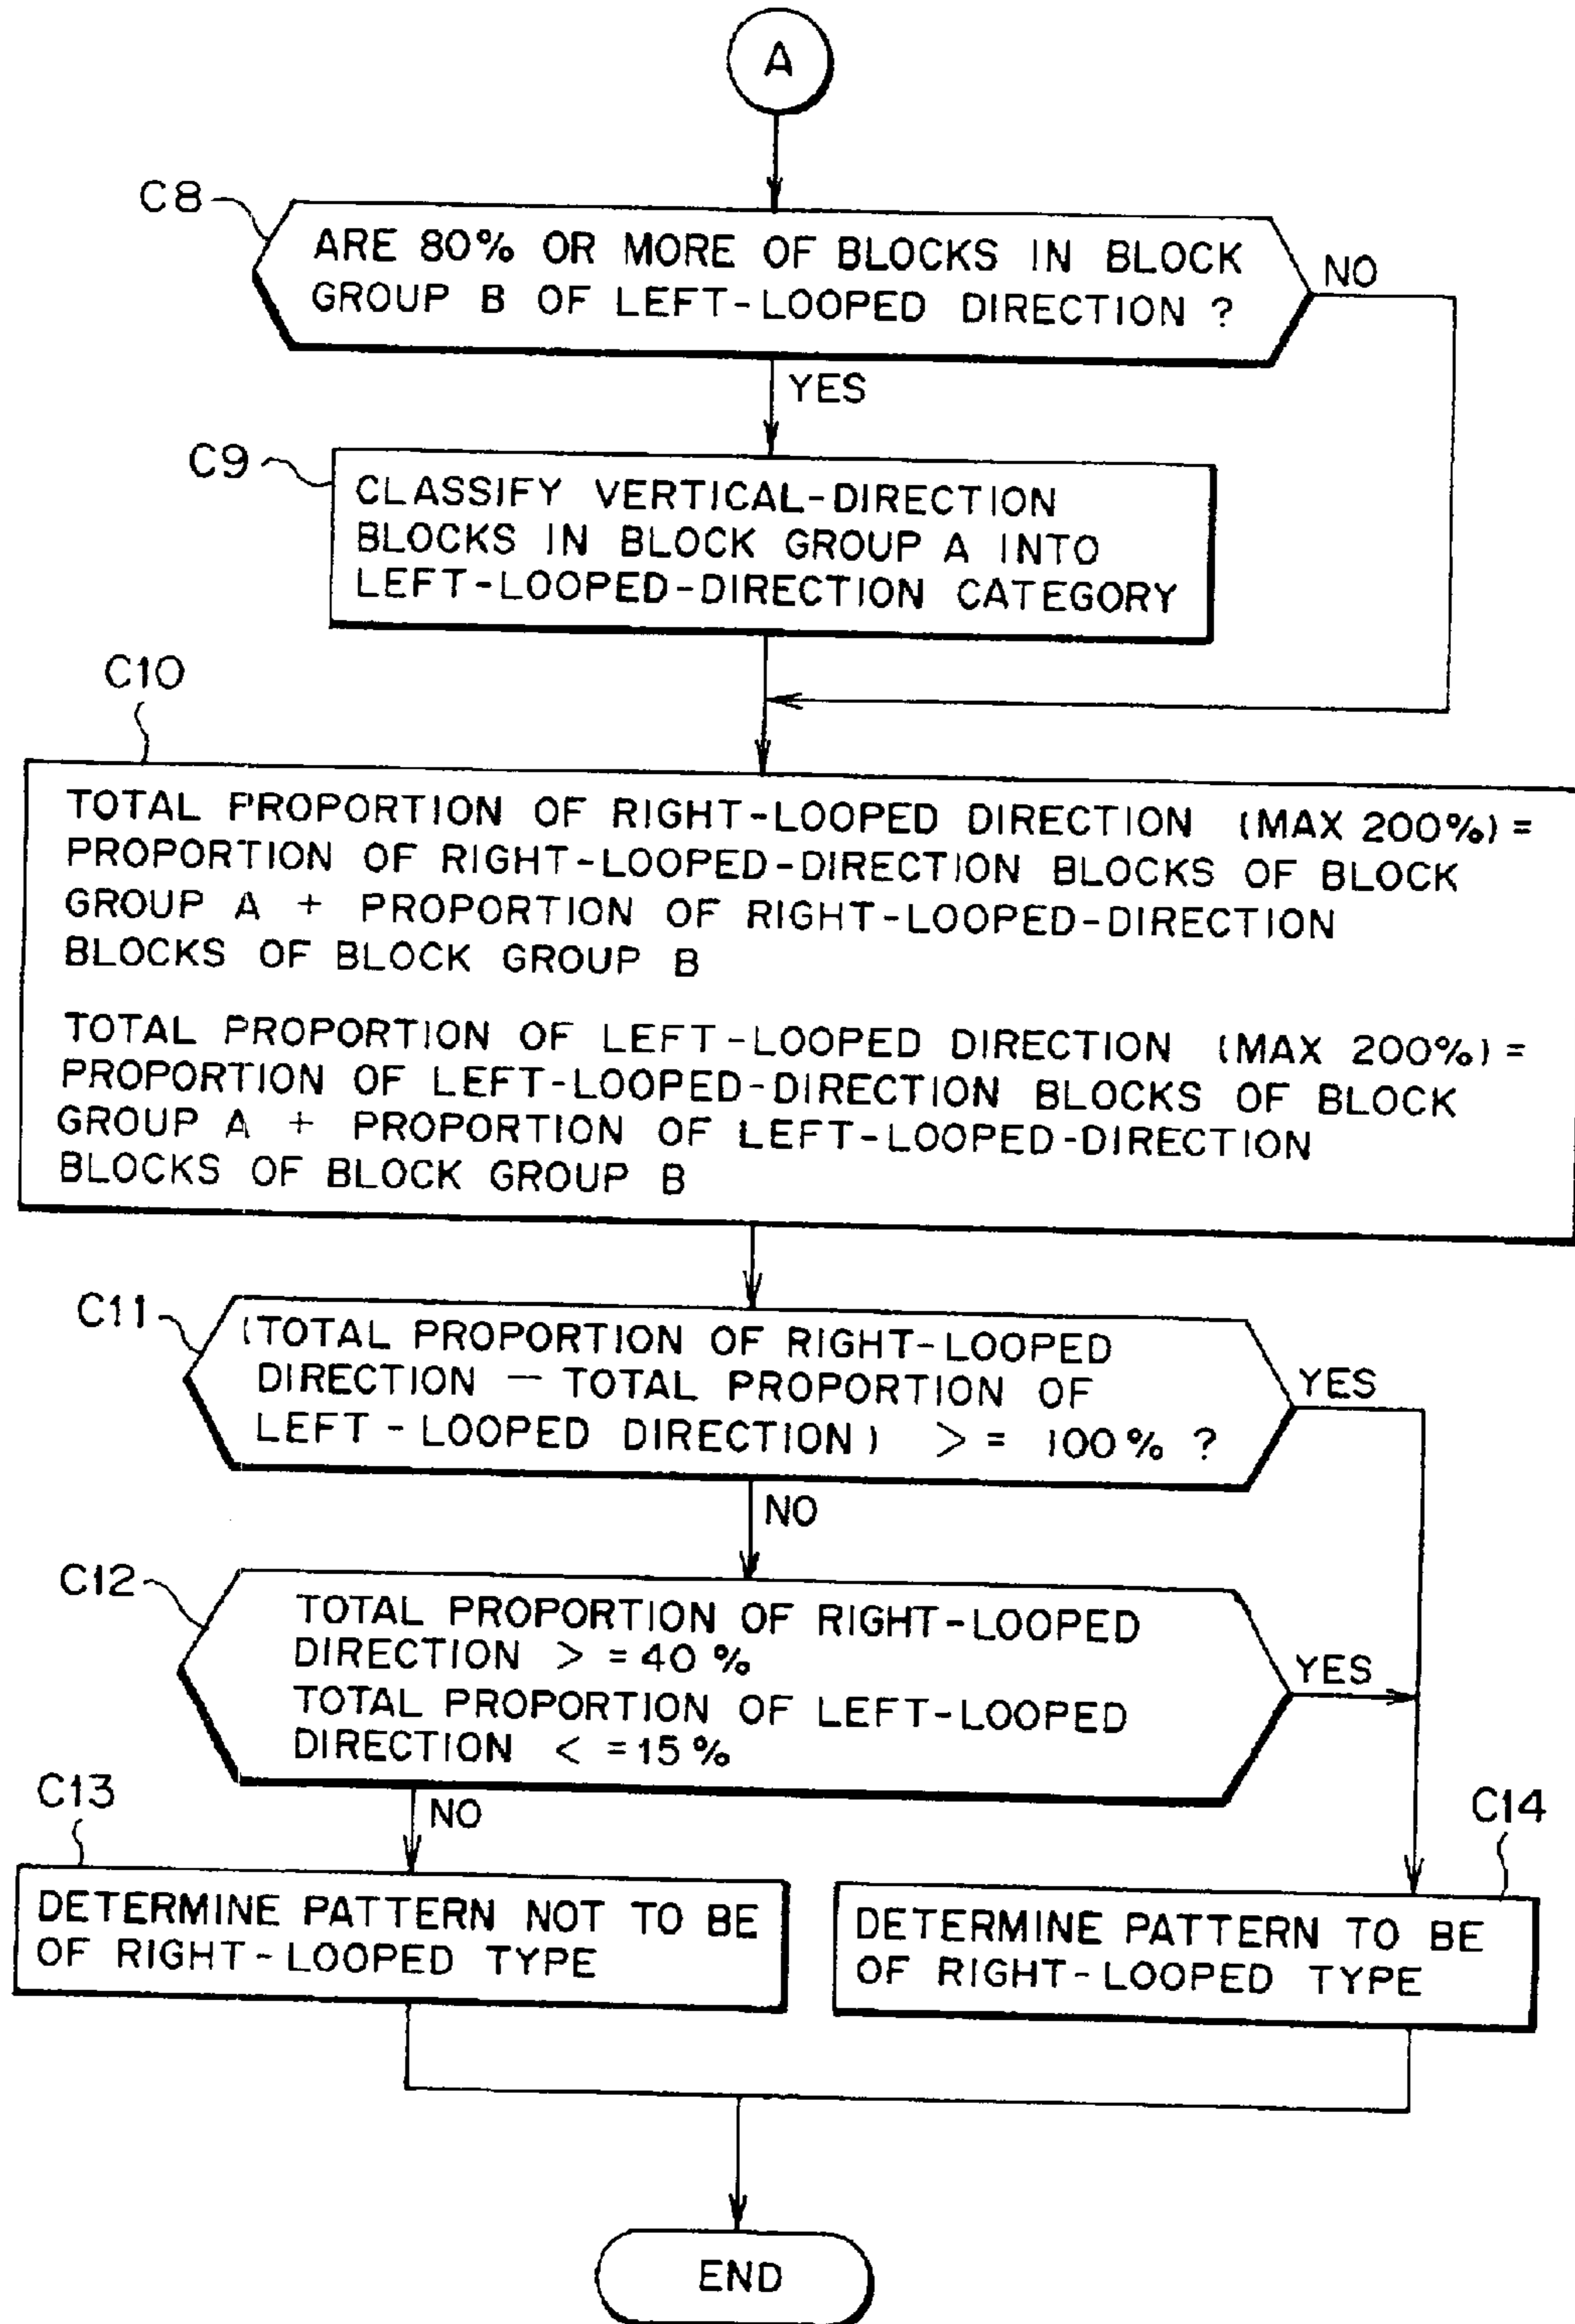 A
C8
ARE 80% OR MORE OF BLOCKS IN BLOCK
GROUP B OF LEFT-LOOPED DIRECTION ?
NO
YES
C9
CLASSIFY VERTICAL-DIRECTION
BLOCKS IN BLOCK GROUP A INTO
LEFT-LOOPED-DIRECTION CATEGORY
C10
TOTAL PROPORTION OF RIGHT-LOOPED DIRECTION (MAX 200%) =
PROPORTION OF RIGHT-LOOPED-DIRECTION BLOCKS OF BLOCK
GROUP A + PROPORTION OF RIGHT-LOOPED-DIRECTION
BLOCKS OF BLOCK GROUP B
TOTAL PROPORTION OF LEFT-LOOPED DIRECTION (MAX 200%) =
PROPORTION OF LEFT-LOOPED-DIRECTION BLOCKS OF BLOCK
GROUP A + PROPORTION OF LEFT-LOOPED-DIRECTION
BLOCKS OF BLOCK GROUP B
C11
(TOTAL PROPORTION OF RIGHT-LOOPED
DIRECTION — TOTAL PROPORTION OF
LEFT-LOOPED DIRECTION) >= 100% ?
YES
NO
C12
TOTAL PROPORTION OF RIGHT-LOOPED
DIRECTION >=40%
TOTAL PROPORTION OF LEFT-LOOPED
DIRECTION <=15%
YES
NO
C13
DETERMINE PATTERN NOT TO BE
OF RIGHT-LOOPED TYPE
C14
DETERMINE PATTERN TO BE
OF RIGHT-LOOPED TYPE
END